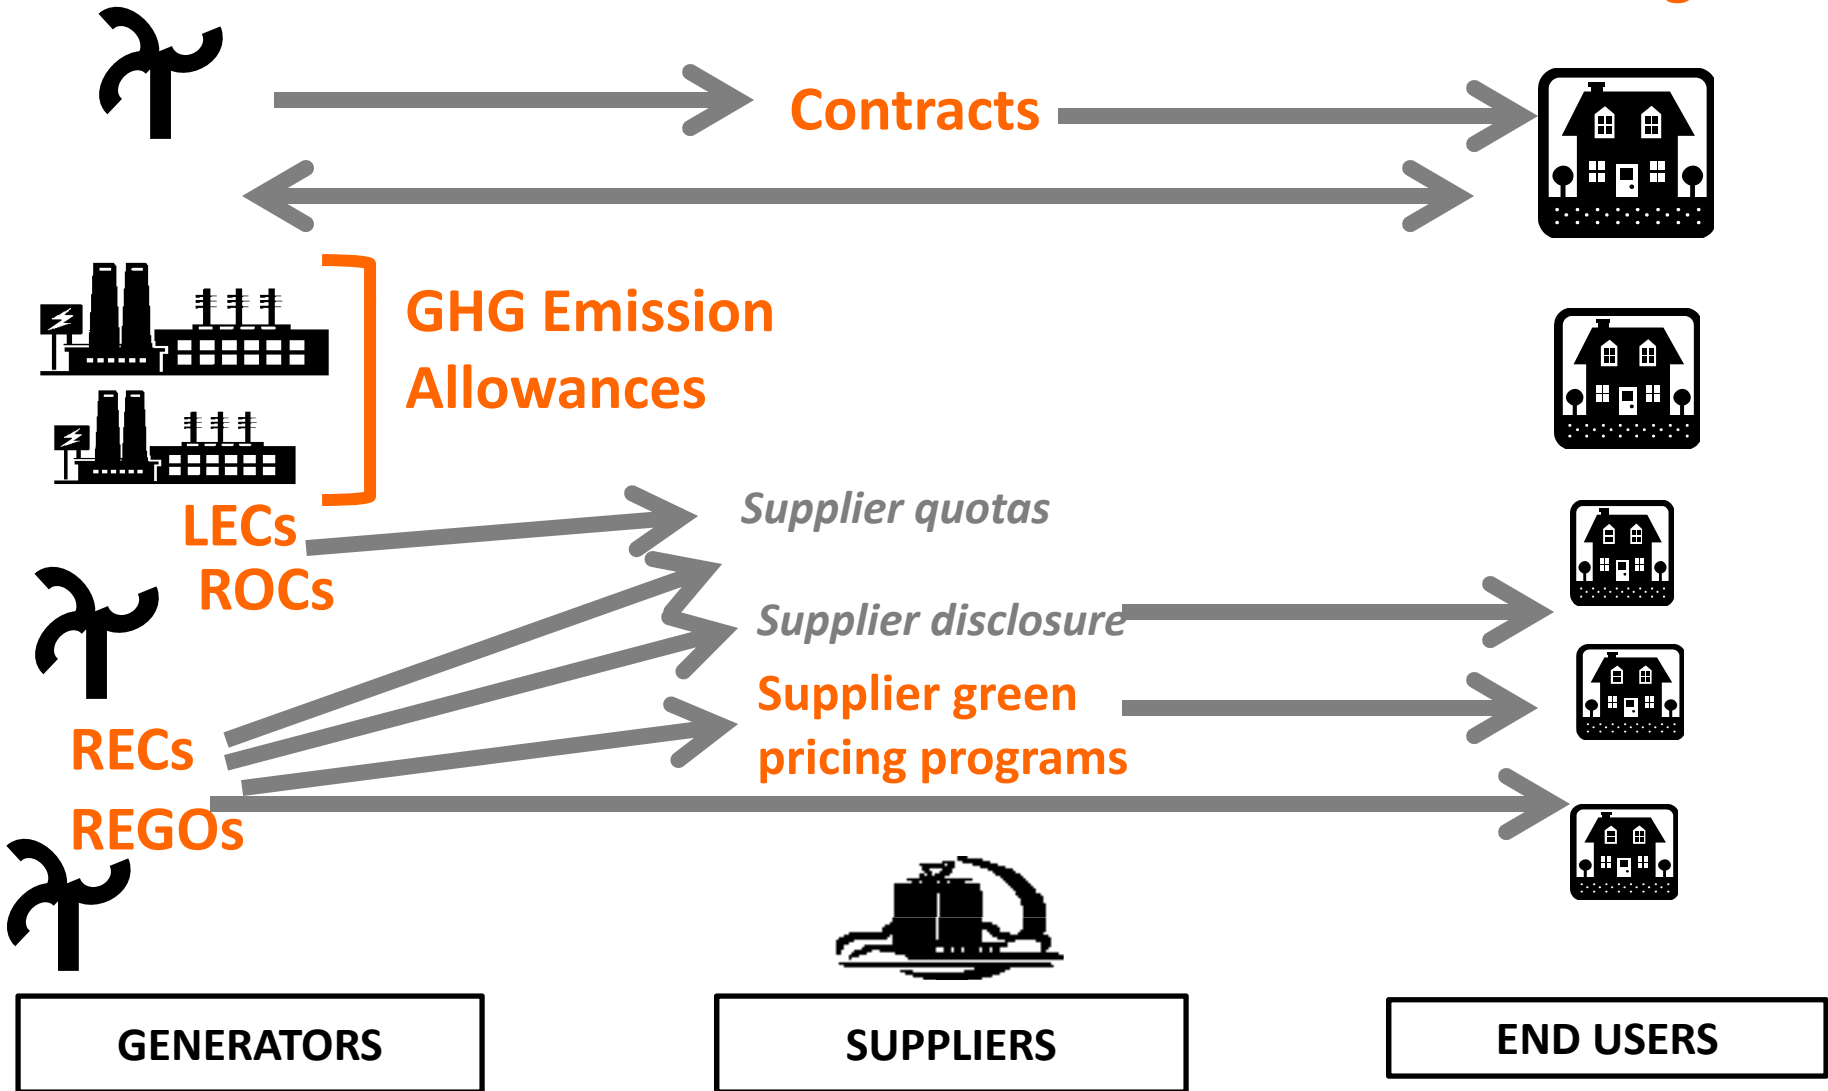 Contracts
GHG Emission
Allowances
LECs
Supplier quotas
ROCs
Supplier disclosure
Supplier green
pricing programs
RECs
REGOs
GENERATORS
SUPPLIERS
END USERS